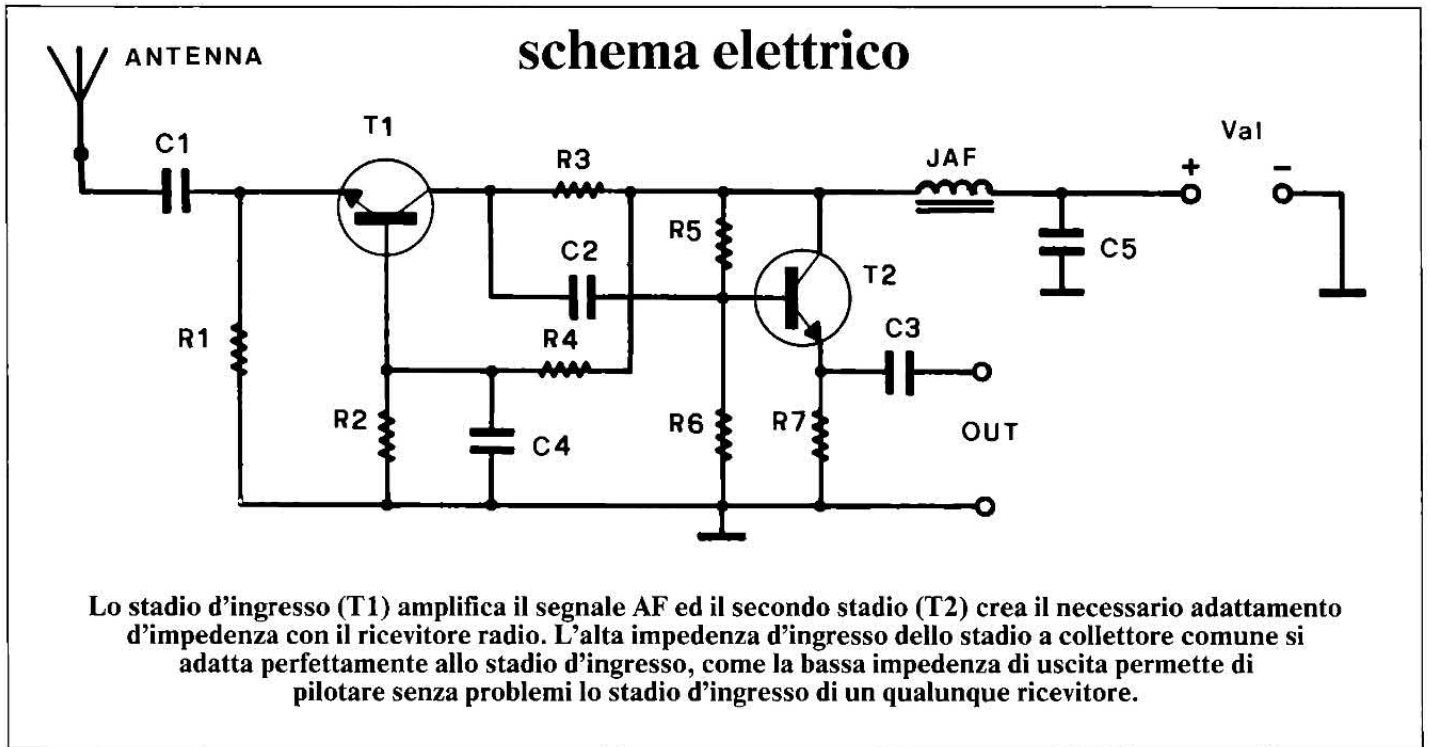 schema elettrico
ANTENNA
T1
C1
R3
JAF
Val
+
-
R5
C2
T2
C5
R1
R4
C3
R2
C4
R6
R7
OUT
Lo stadio d'ingresso (T1) amplifica il segnale AF ed il secondo stadio (T2) crea il necessario adattamento
d'impedenza con il ricevitore radio. L'alta impedenza d'ingresso dello stadio a collettore comune si
adatta perfettamente allo stadio d'ingresso, come la bassa impedenza di uscita permette di
pilotare senza problemi lo stadio d'ingresso di un qualunque ricevitore.